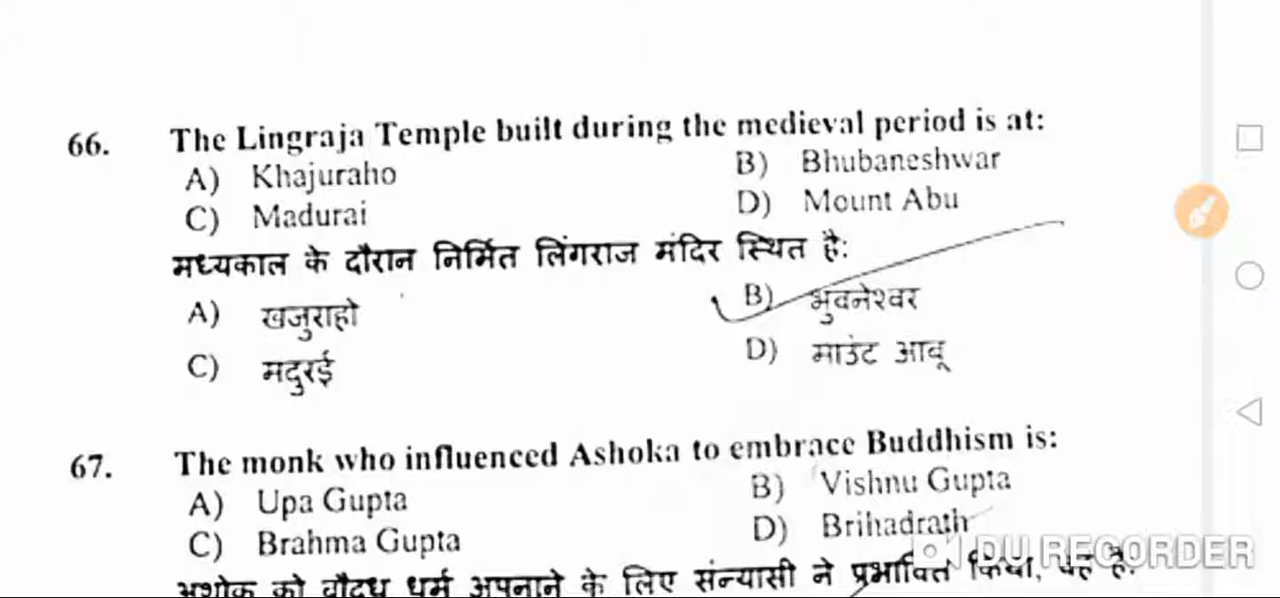 66. The Lingraja Temple built during the medieval period is at:
A) Khajuraho B) Bhubaneshwar
C) Madurai D) Mount Abu
मध्यकाल के दौरान निर्मित लिंगराज मंदिर स्थित है:
A) खजुराहो B) भुवनेश्वर
C) मदुरई D) माउंट आबू
67. The monk who influenced Ashoka to embrace Buddhism is:
A) Upa Gupta B) Vishnu Gupta
C) Brahma Gupta D) Brihadrath
DU RECORDER
अशोक को बौद्ध धर्म अपनाने के लिए संन्यासी ने प्रभावित किया, वह है: